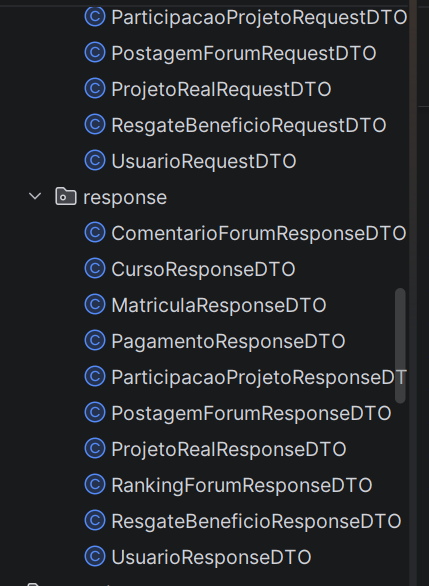 ParticipacaoProjetoRequestDTO
PostagemForumRequestDTO
ProjetoRealRequestDTO
ResgateBeneficioRequestDTO
UsuarioRequestDTO
response
ComentarioForumResponseDTO
CursoResponseDTO
MatriculaResponseDTO
PagamentoResponseDTO
ParticipacaoProjetoResponseDT
PostagemForumResponseDTO
ProjetoRealResponseDTO
RankingForumResponseDTO
ResgateBeneficioResponseDTO
UsuarioResponseDTO